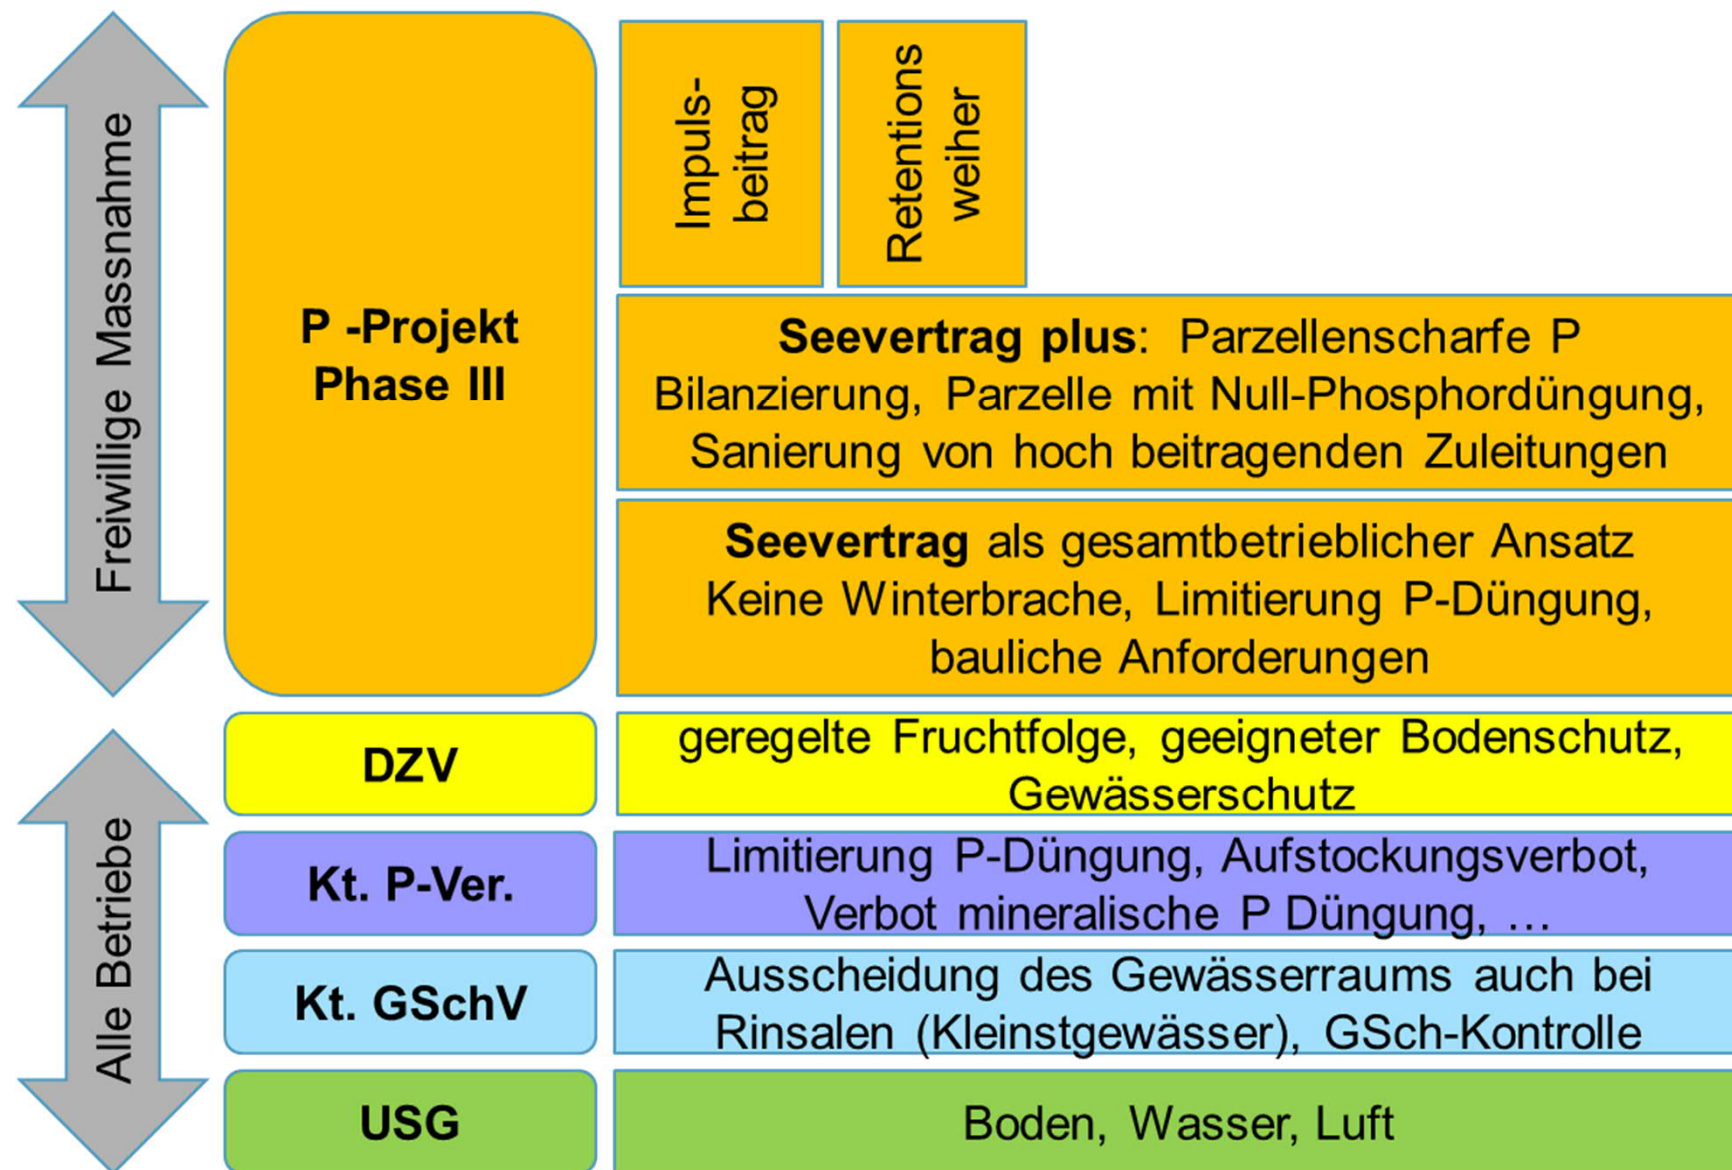 Freiwillige Massnahme
P -Projekt
Phase III
Impuls-
beitrag
Retentions
weiher
Seevertrag plus: Parzellenscharfe P
Bilanzierung, Parzelle mit Null-Phosphordüngung,
Sanierung von hoch beitragenden Zuleitungen
Seevertrag als gesamtbetrieblicher Ansatz
Keine Winterbrache, Limitierung P-Düngung,
bauliche Anforderungen
Alle Betriebe
DZV
geregelte Fruchtfolge, geeigneter Bodenschutz,
Gewässerschutz
Kt. P-Ver.
Limitierung P-Düngung, Aufstockungsverbot,
Verbot mineralische P Düngung, …
Kt. GSchV
Ausscheidung des Gewässerraums auch bei
Rinsalen (Kleinstgewässer), GSch-Kontrolle
USG
Boden, Wasser, Luft